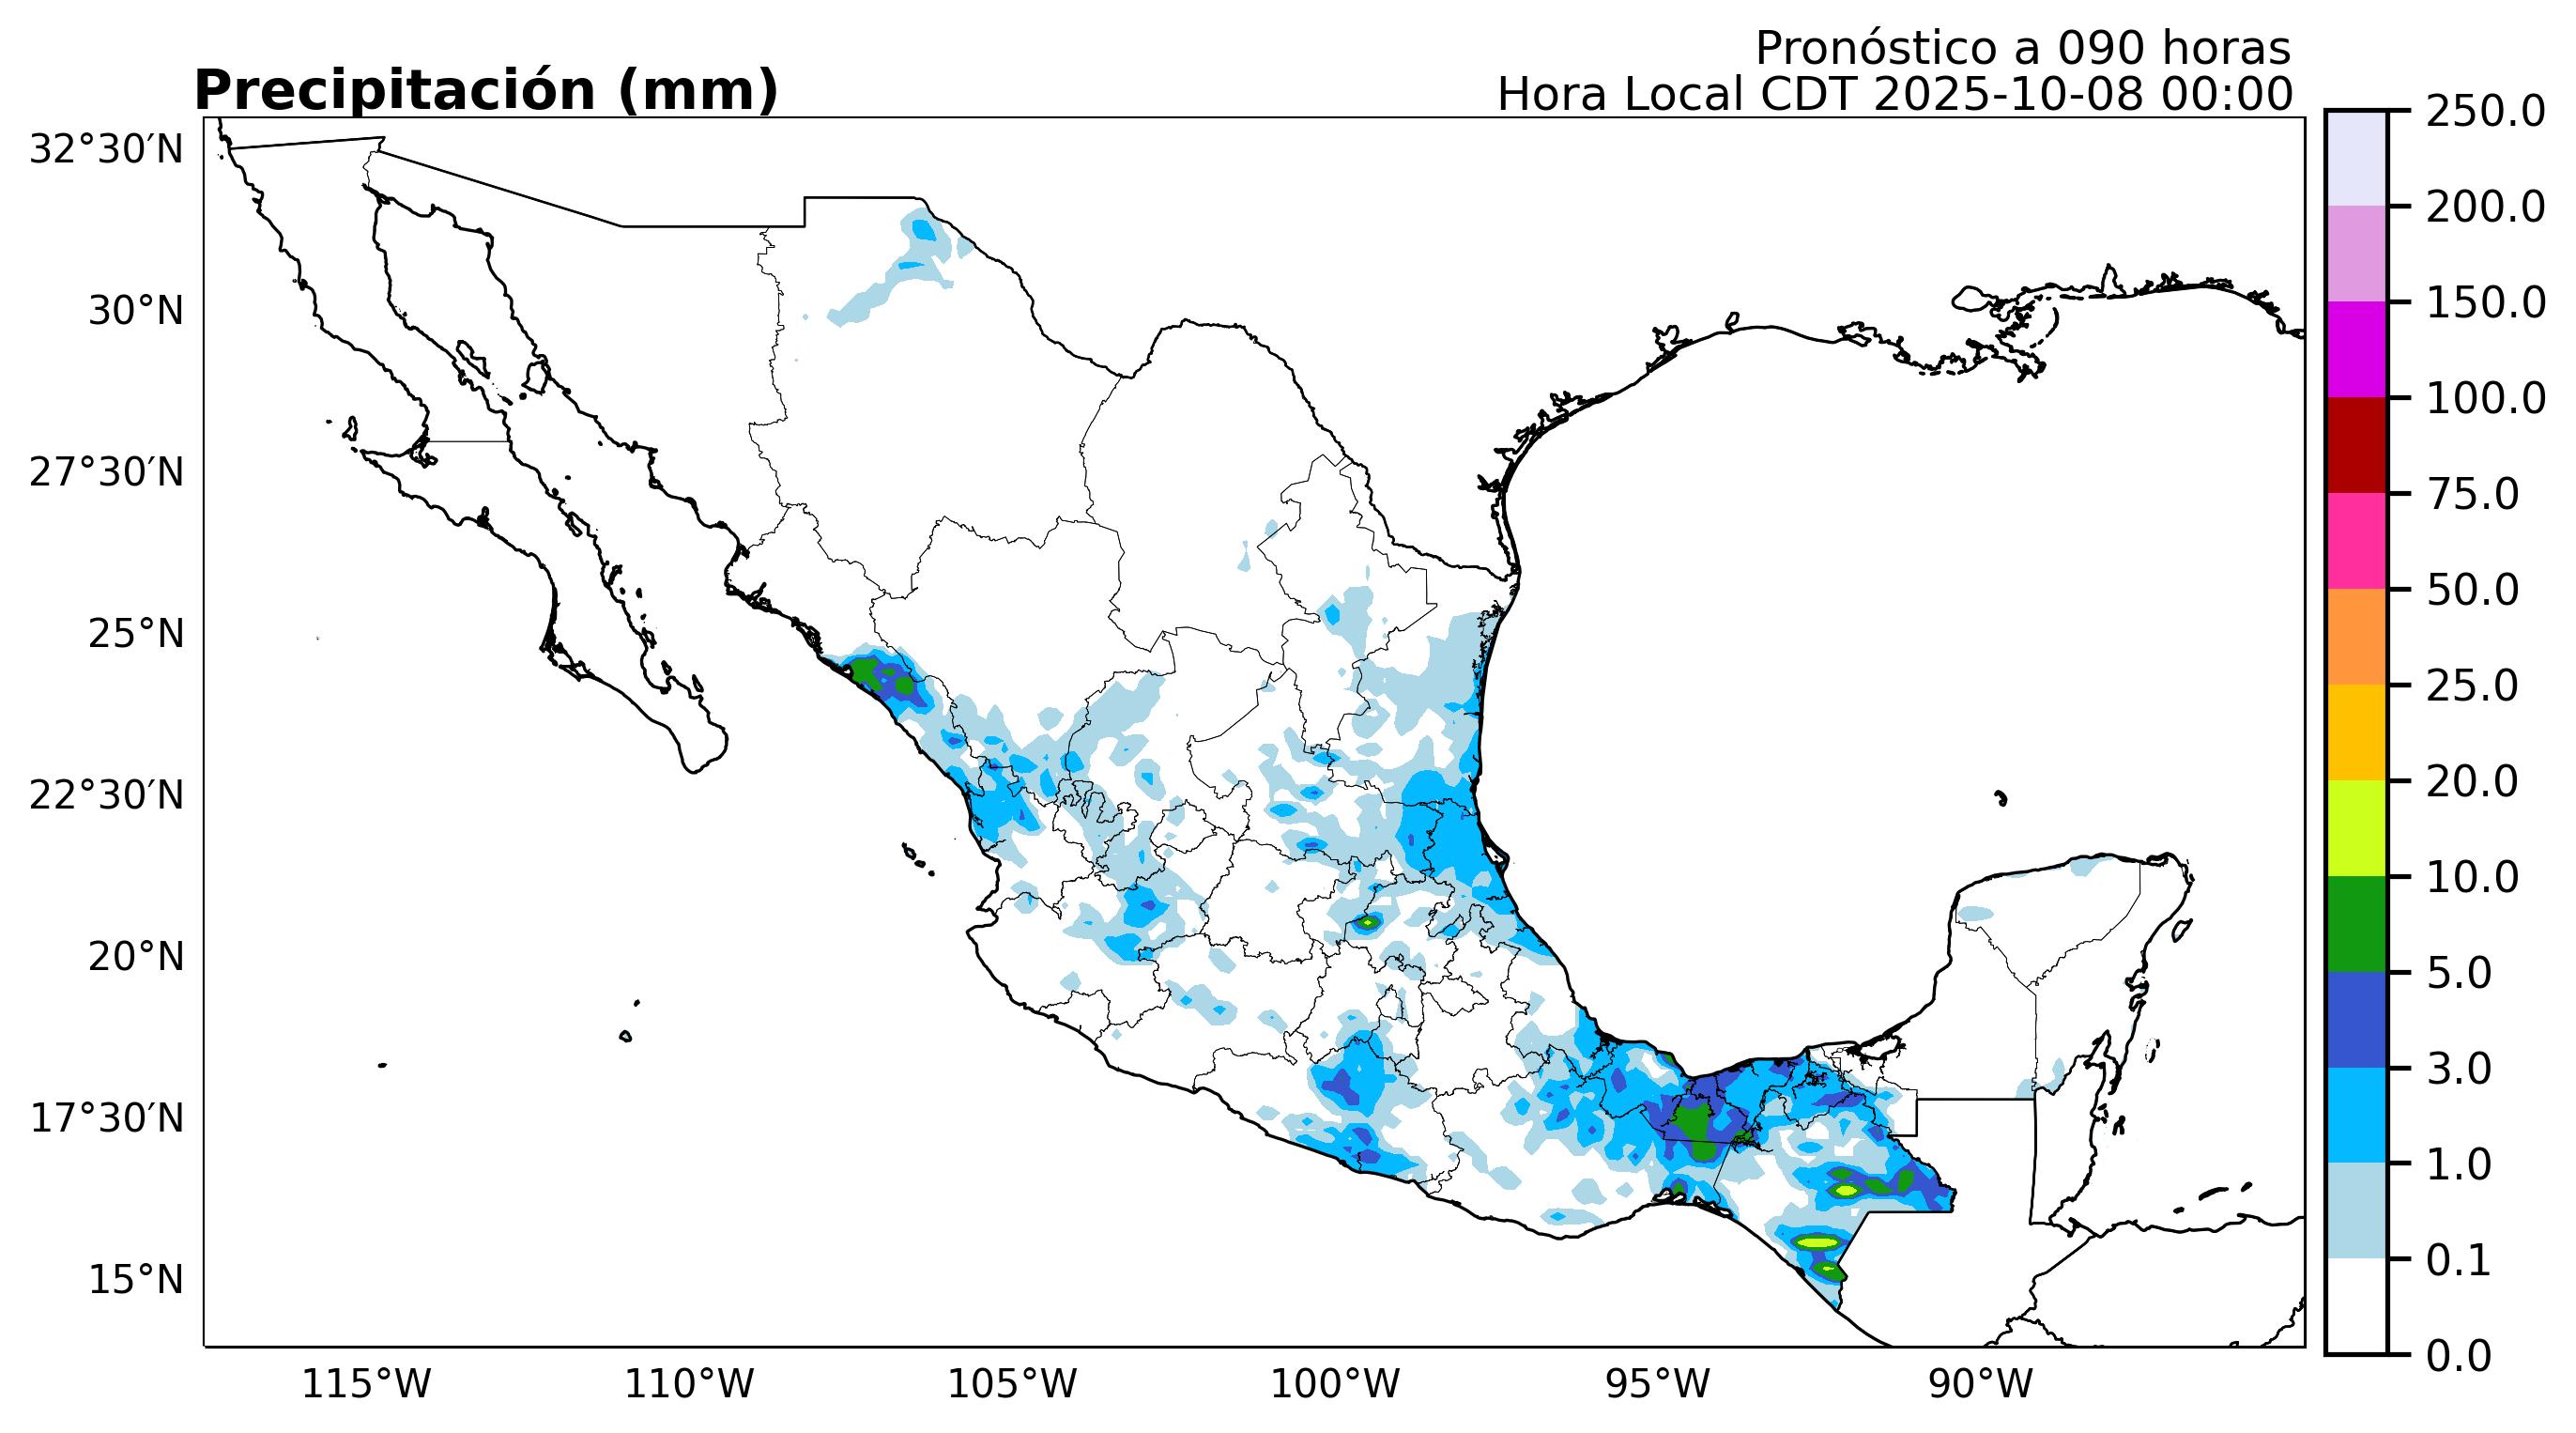 Pronóstico a 090 horas
Precipitación (mm)
Hora Local CDT 2025-10-08 00:00
32°30′N
30°N
27°30′N
25°N
22°30′N
20°N
17°30′N
15°N
115°W
110°W
105°W
100°W
95°W
90°W
250.0
200.0
150.0
100.0
75.0
50.0
25.0
20.0
10.0
5.0
3.0
1.0
0.1
0.0